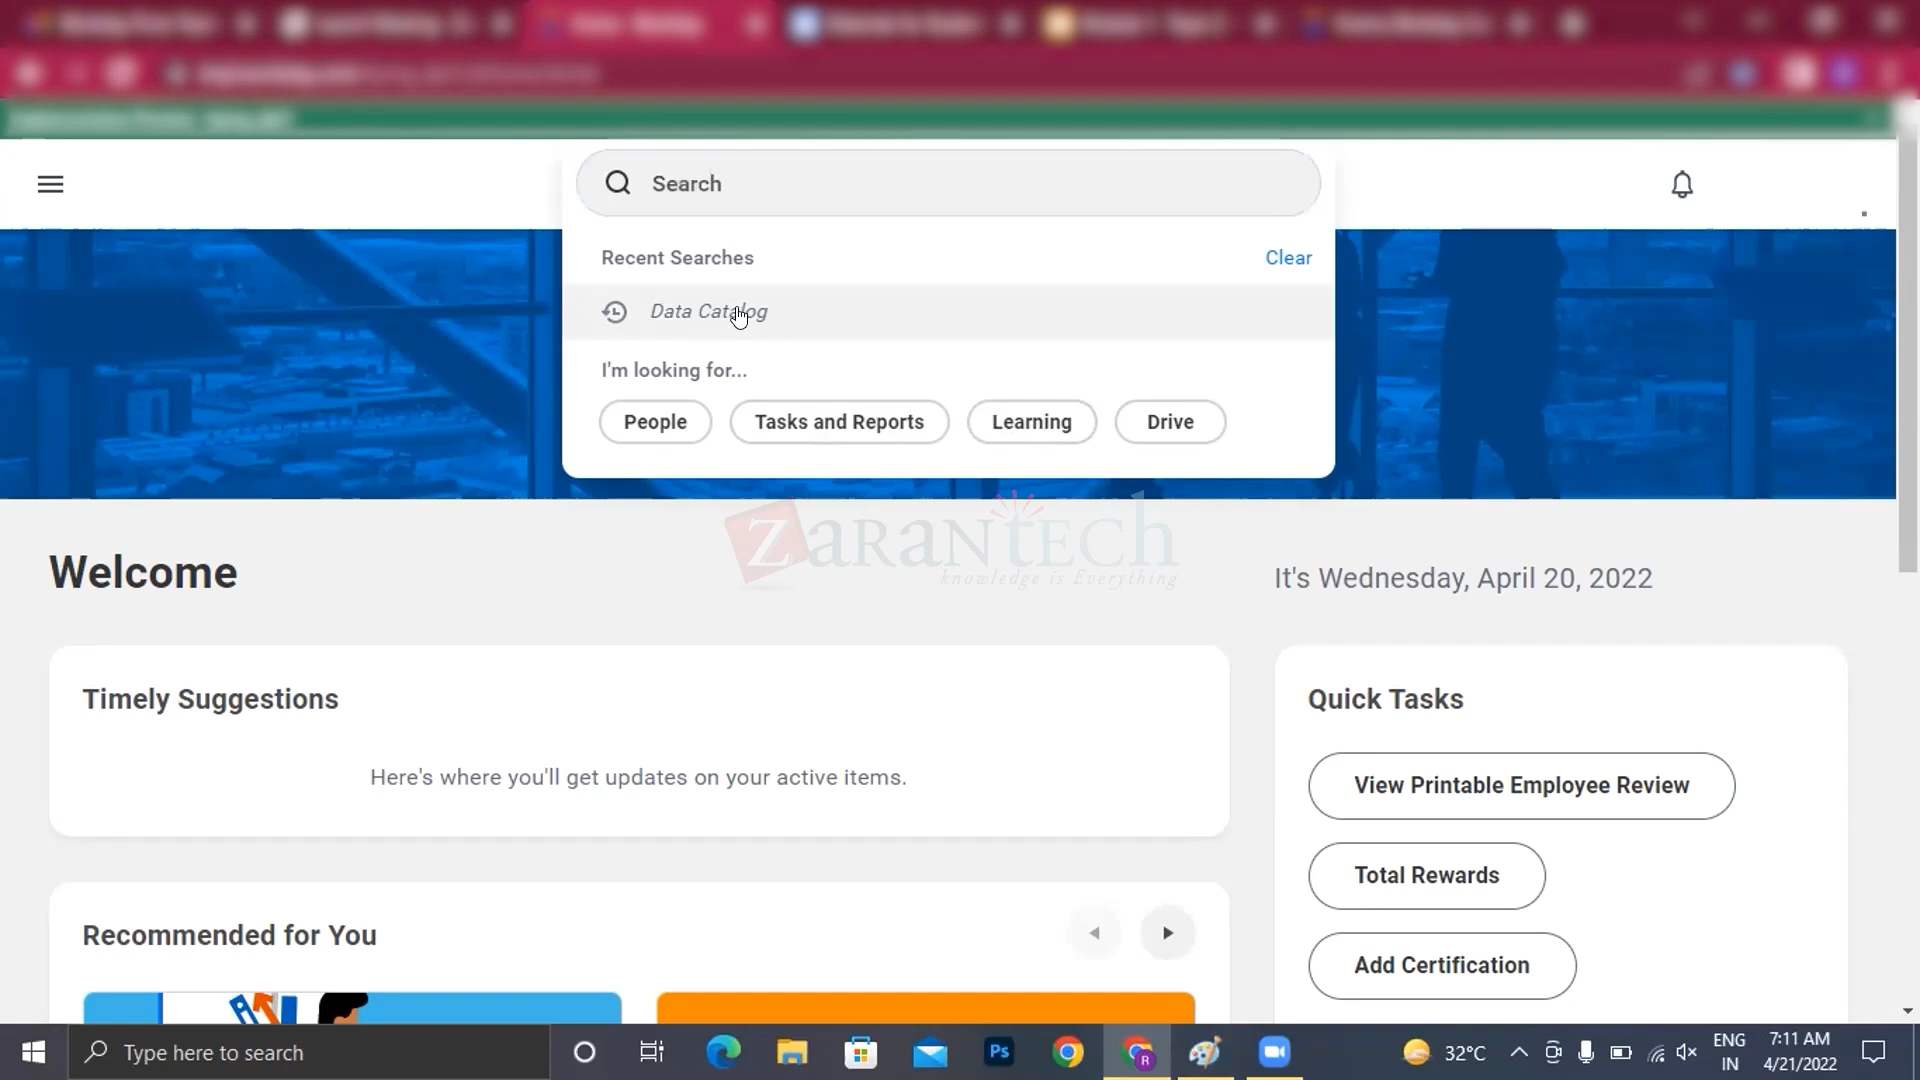 Search
Recent Searches
Clear
Data Catalog
I'm looking for...
People
Tasks and Reports
Learning
Drive
ZARANTECH
knowledge is Everything
Welcome
It's Wednesday, April 20, 2022
Timely Suggestions
Here's where you'll get updates on your active items.
Quick Tasks
View Printable Employee Review
Total Rewards
Add Certification
Recommended for You
Type here to search
Ps
R
32°C
ENG
IN
7:11 AM
4/21/2022